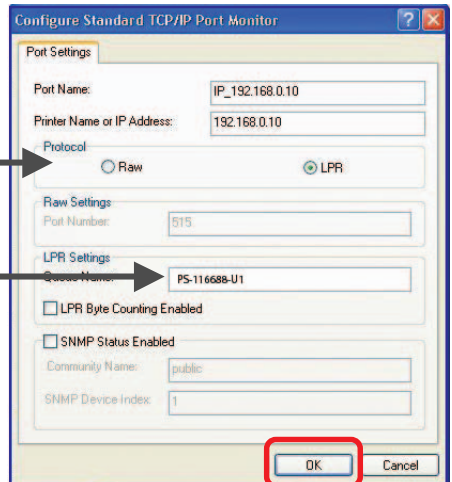 Configure Standard TCP/IP Port Monitor
Port Settings
Port Name: IP_192.168.0.10
Printer Name or IP Address: 192.168.0.10
Protocol
Raw LPR
Raw Settings
Port Number: 515
LPR Settings
Queue Name: PS-116688-U1
LPR Byte Counting Enabled
SNMP Status Enabled
Community Name: public
SNMP Device Index: 1
OK Cancel